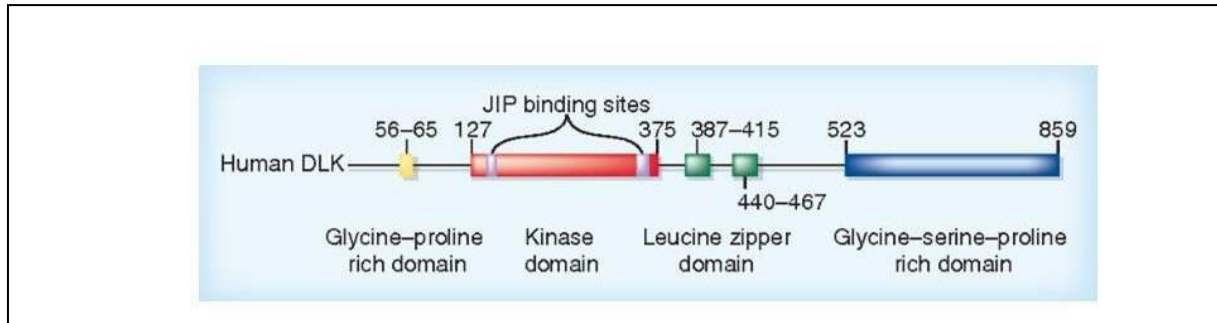 JIP binding sites
56–65 127 375 387–415 523 859
Human DLK
440–467
Glycine–proline rich domain
Kinase domain
Leucine zipper domain
Glycine–serine–proline rich domain